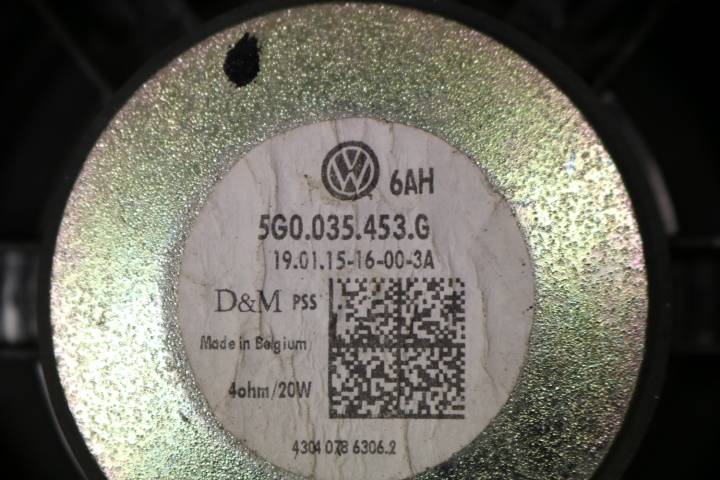 VW 6AH
5G0.035.453.G
19.01.15-16-00-3A
D&M PSS
Made in Belgium
4ohm/20W
4304 078 6306.2